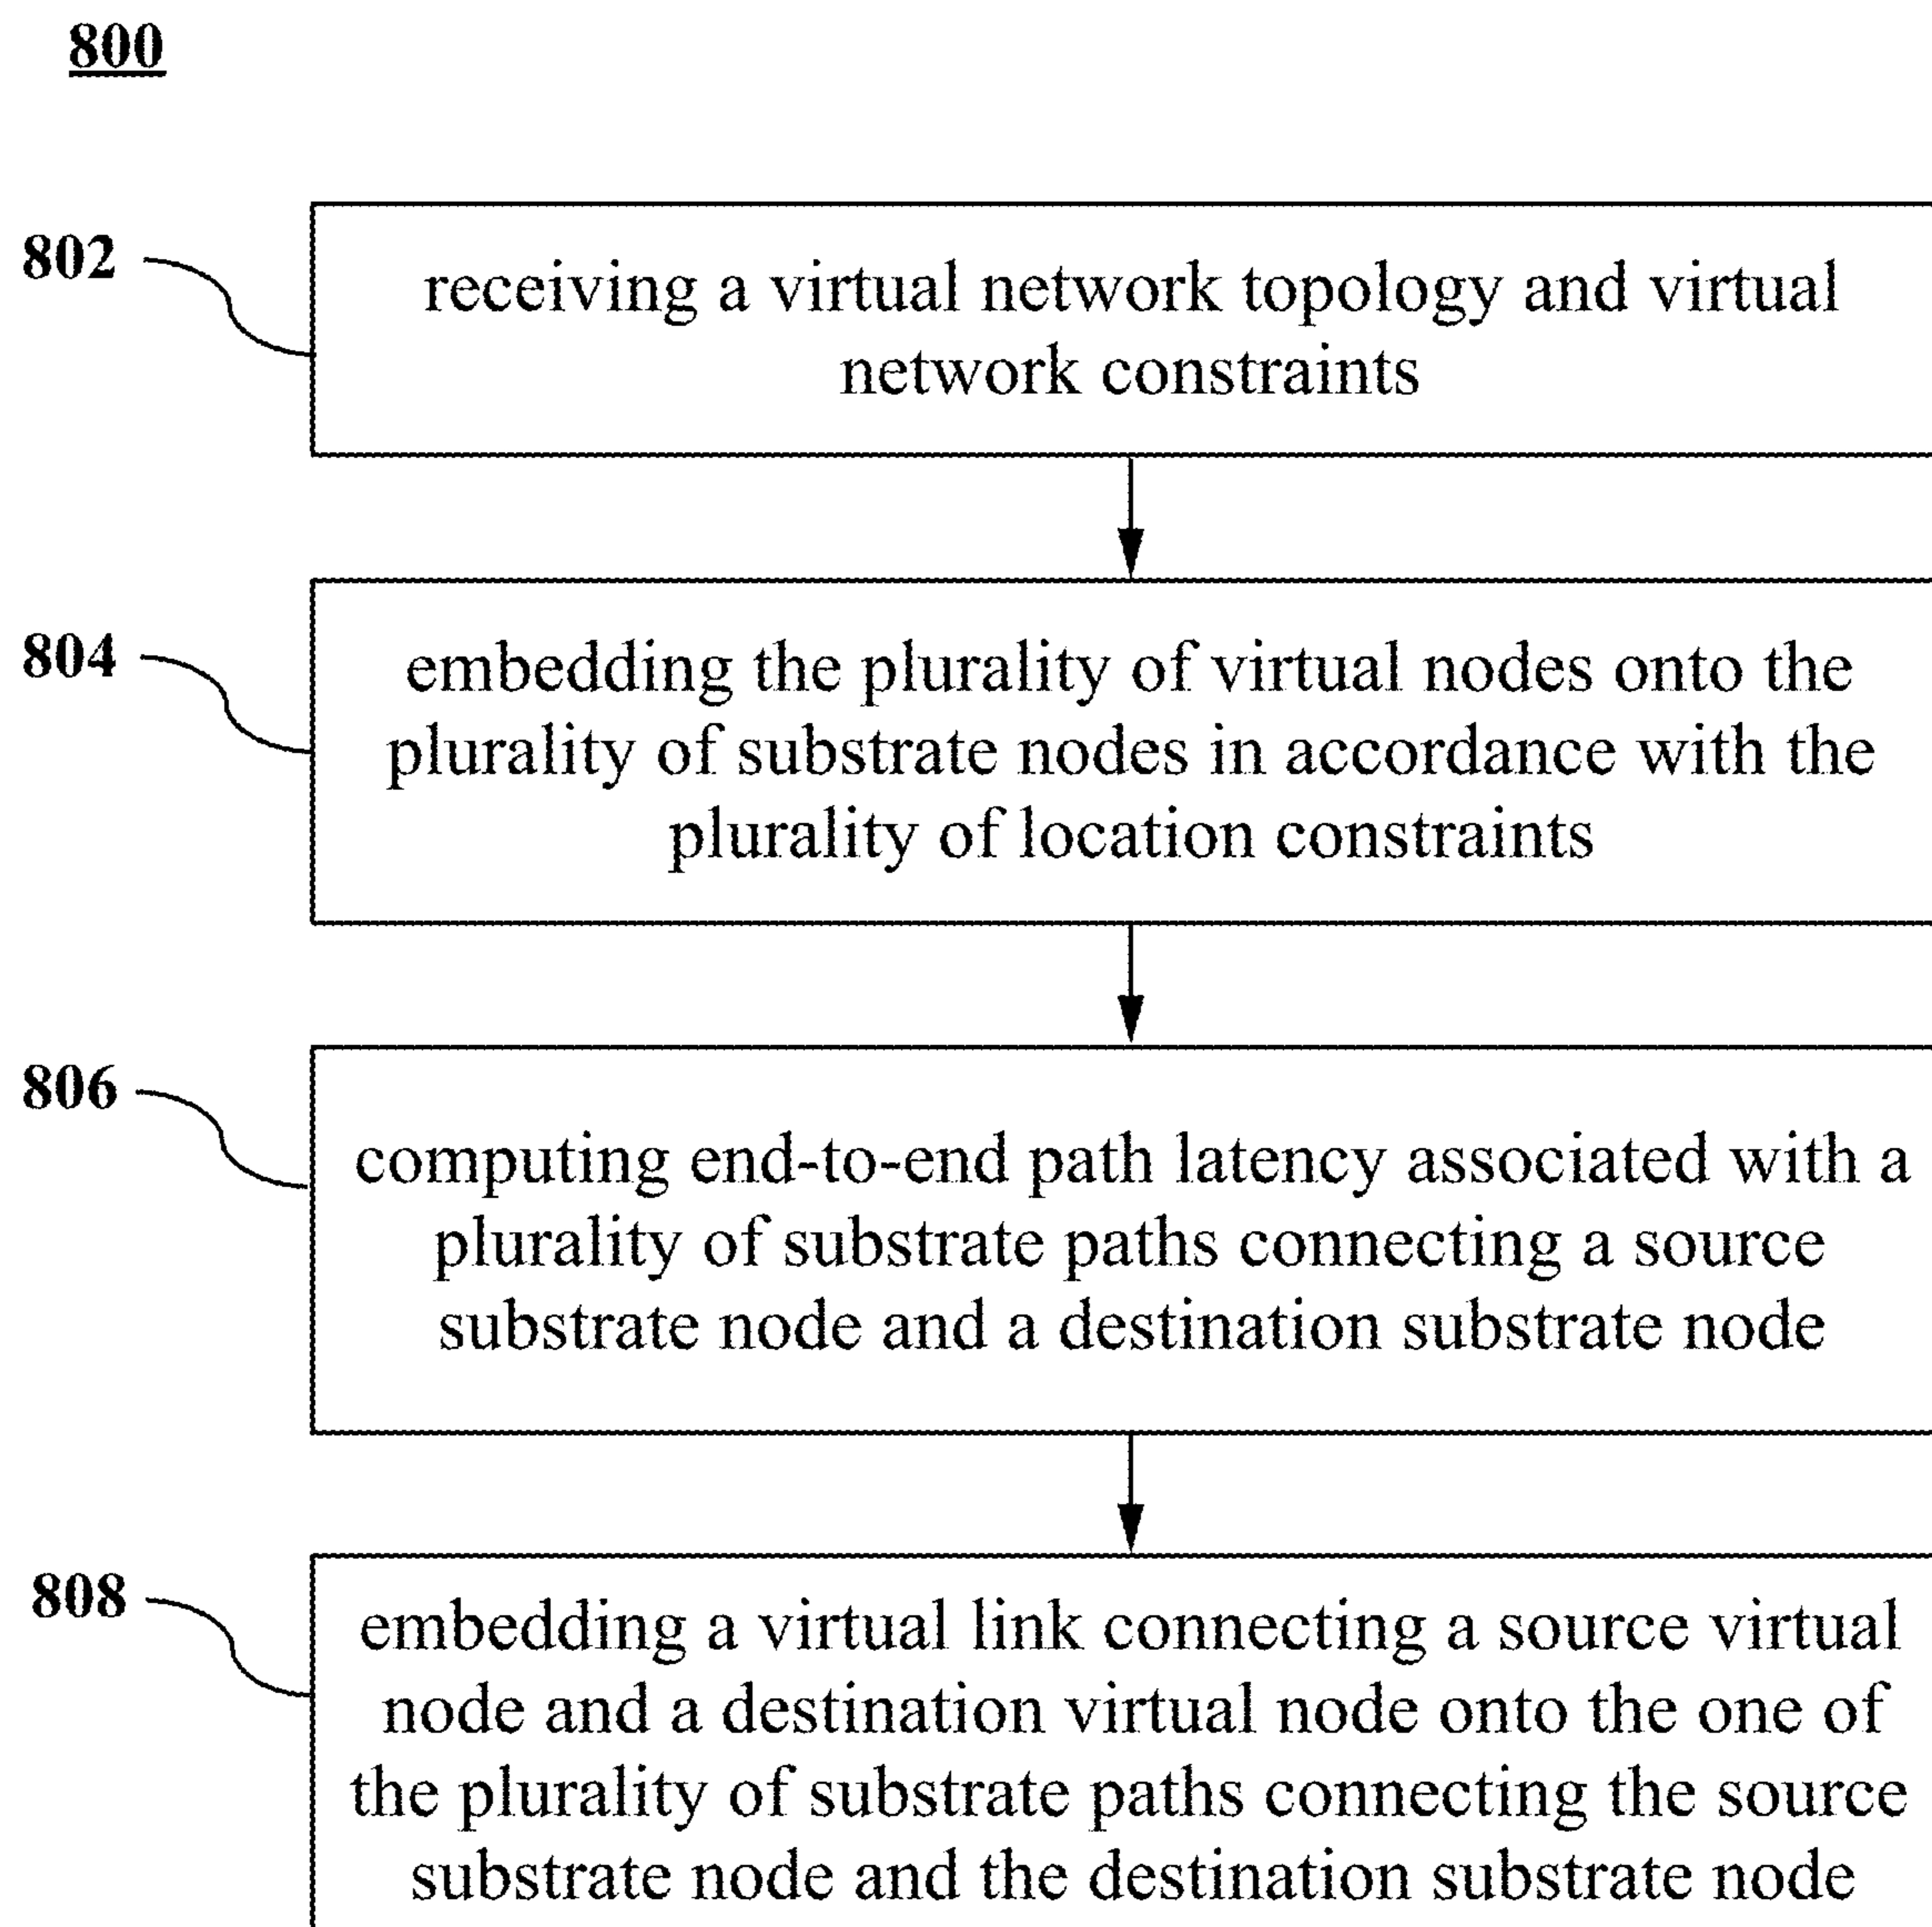 800
802
receiving a virtual network topology and virtual
network constraints
804
embedding the plurality of virtual nodes onto the
plurality of substrate nodes in accordance with the
plurality of location constraints
806
computing end-to-end path latency associated with a
plurality of substrate paths connecting a source
substrate node and a destination substrate node
808
embedding a virtual link connecting a source virtual
node and a destination virtual node onto the one of
the plurality of substrate paths connecting the source
substrate node and the destination substrate node